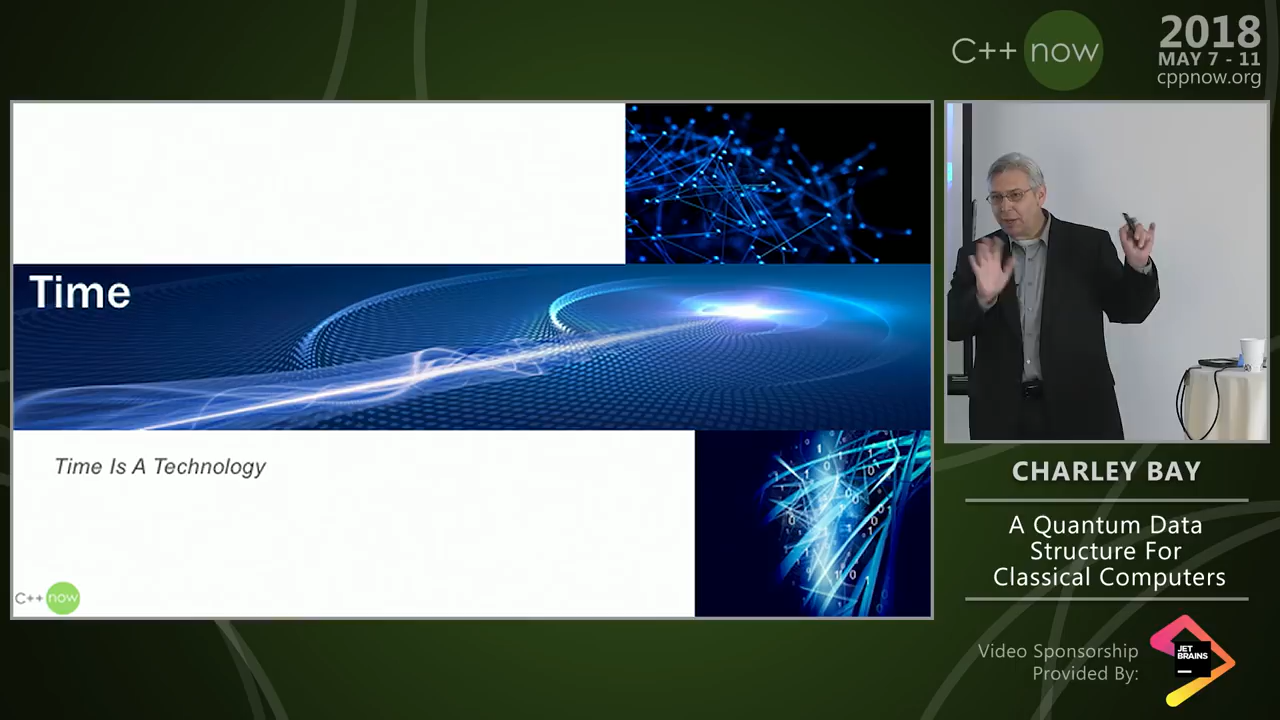 C++ now
2018
MAY 7 - 11
cppnow.org
Time
Time Is A Technology
C++ now
CHARLEY BAY
A Quantum Data
Structure For
Classical Computers
Video Sponsorship
Provided By:
JET
BRAINS